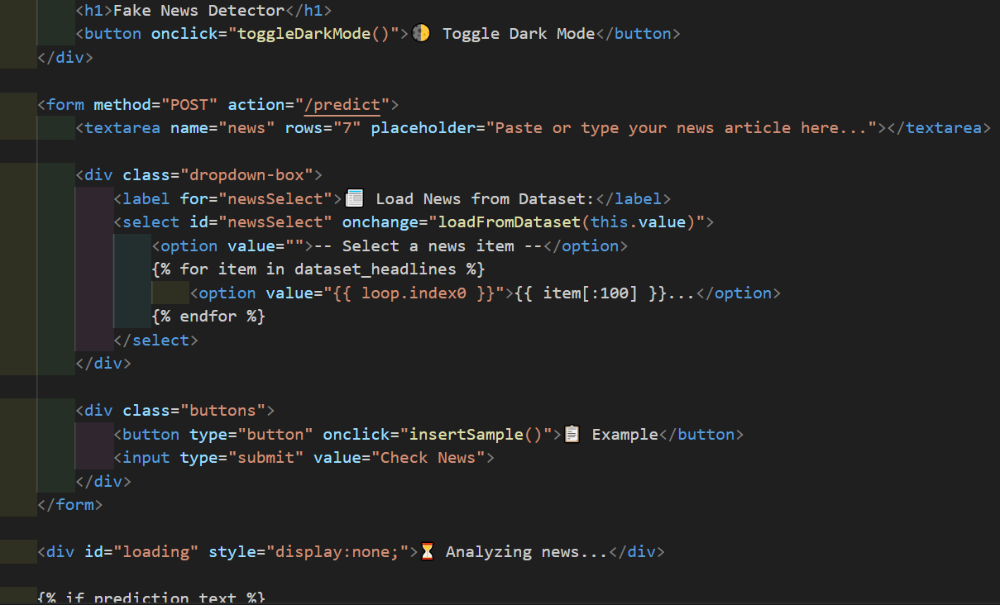 <h1>Fake News Detector</h1>
<button onclick="toggleDarkMode()">🌗 Toggle Dark Mode</button>
</div>
<form method="POST" action="/predict">
<textarea name="news" rows="7" placeholder="Paste or type your news article here..."></textarea>
<div class="dropdown-box">
<label for="newsSelect">📰 Load News from Dataset:</label>
<select id="newsSelect" onchange="loadFromDataset(this.value)">
<option value="">-- Select a news item --</option>
{% for item in dataset_headlines %}
<option value="{{ loop.index0 }}">{{ item[:100] }}...</option>
{% endfor %}
</select>
</div>
<div class="buttons">
<button type="button" onclick="insertSample()">📋 Example</button>
<input type="submit" value="Check News">
</div>
</form>
<div id="loading" style="display:none;">⏳ Analyzing news...</div>
{% if prediction_text %}